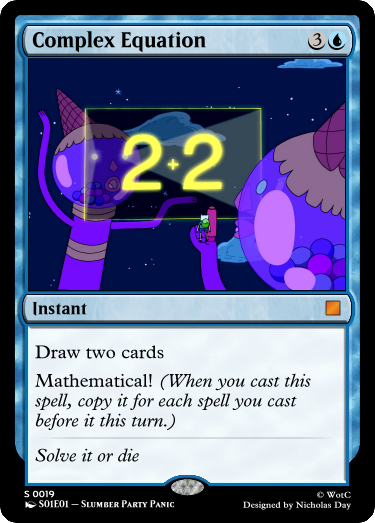 Complex Equation 3
2+2
Instant
Draw two cards
Mathematical! (When you cast this
spell, copy it for each spell you cast
before it this turn.)
Solve it or die
S 0019
S01E01 – Slumber Party Panic
© WotC
Designed by Nicholas Day